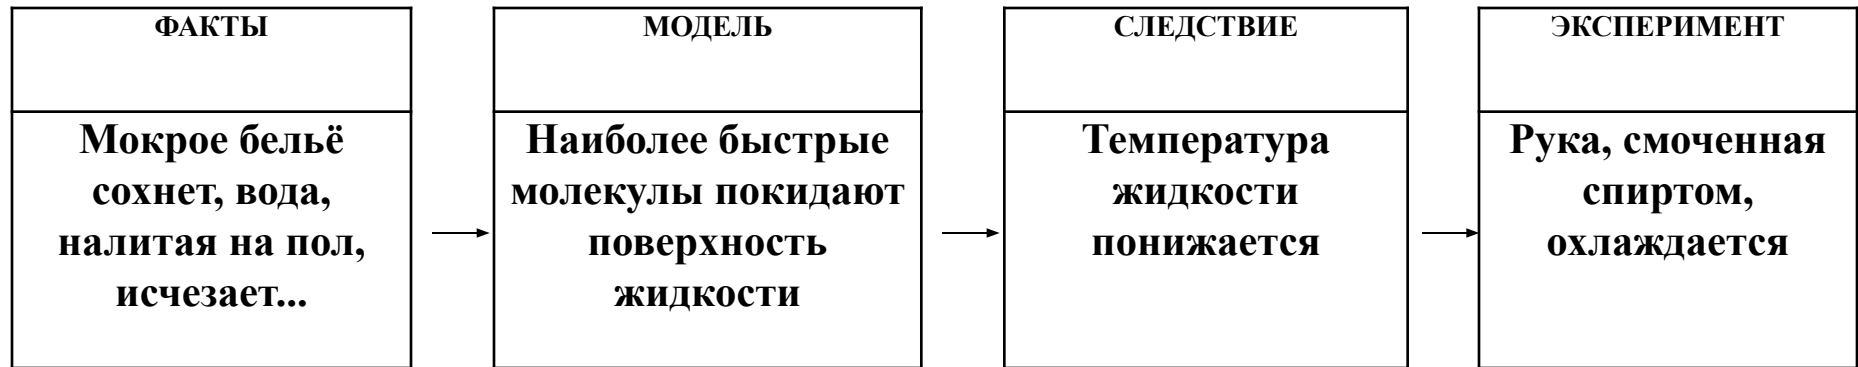 ФАКТЫ
Мокрое бельё
сохнет, вода,
налитая на пол,
исчезает...
МОДЕЛЬ
Наиболее быстрые
молекулы покидают
поверхность
жидкости
СЛЕДСТВИЕ
Температура
жидкости
понижается
ЭКСПЕРИМЕНТ
Рука, смоченная
спиртом,
охлаждается